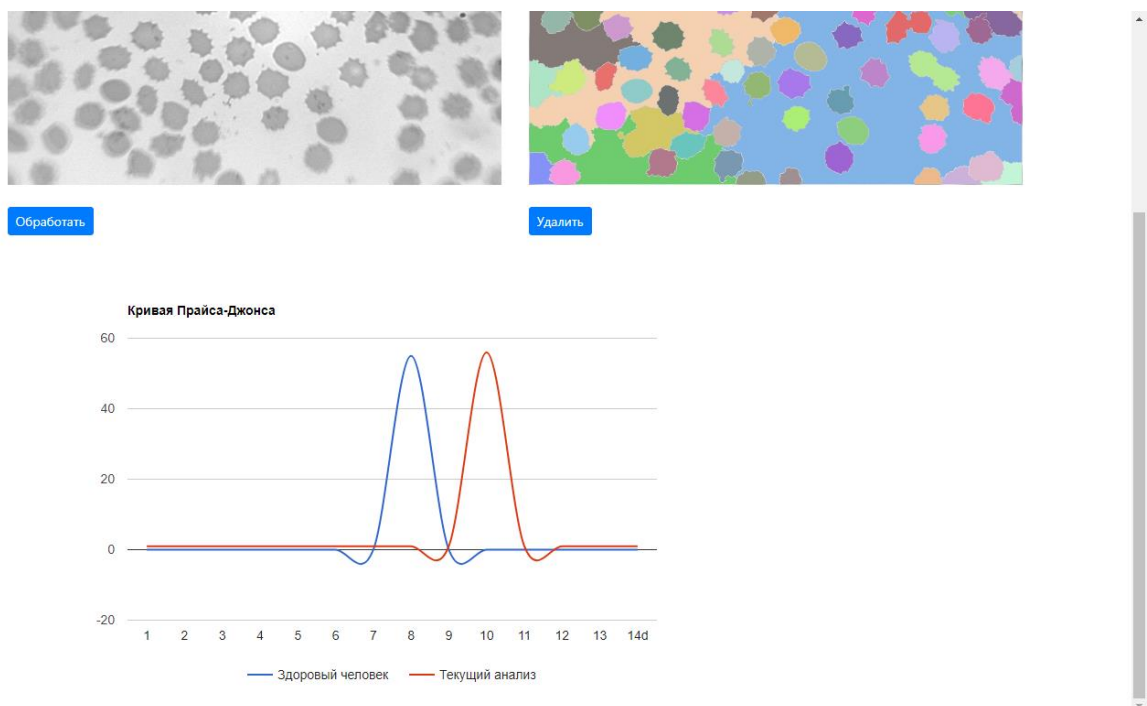 Обработать
Удалить
Кривая Прайса-Джонса
60
40
20
0
-20
1 2 3 4 5 6 7 8 9 10 11 12 13 14d
Здоровый человек Текущий анализ